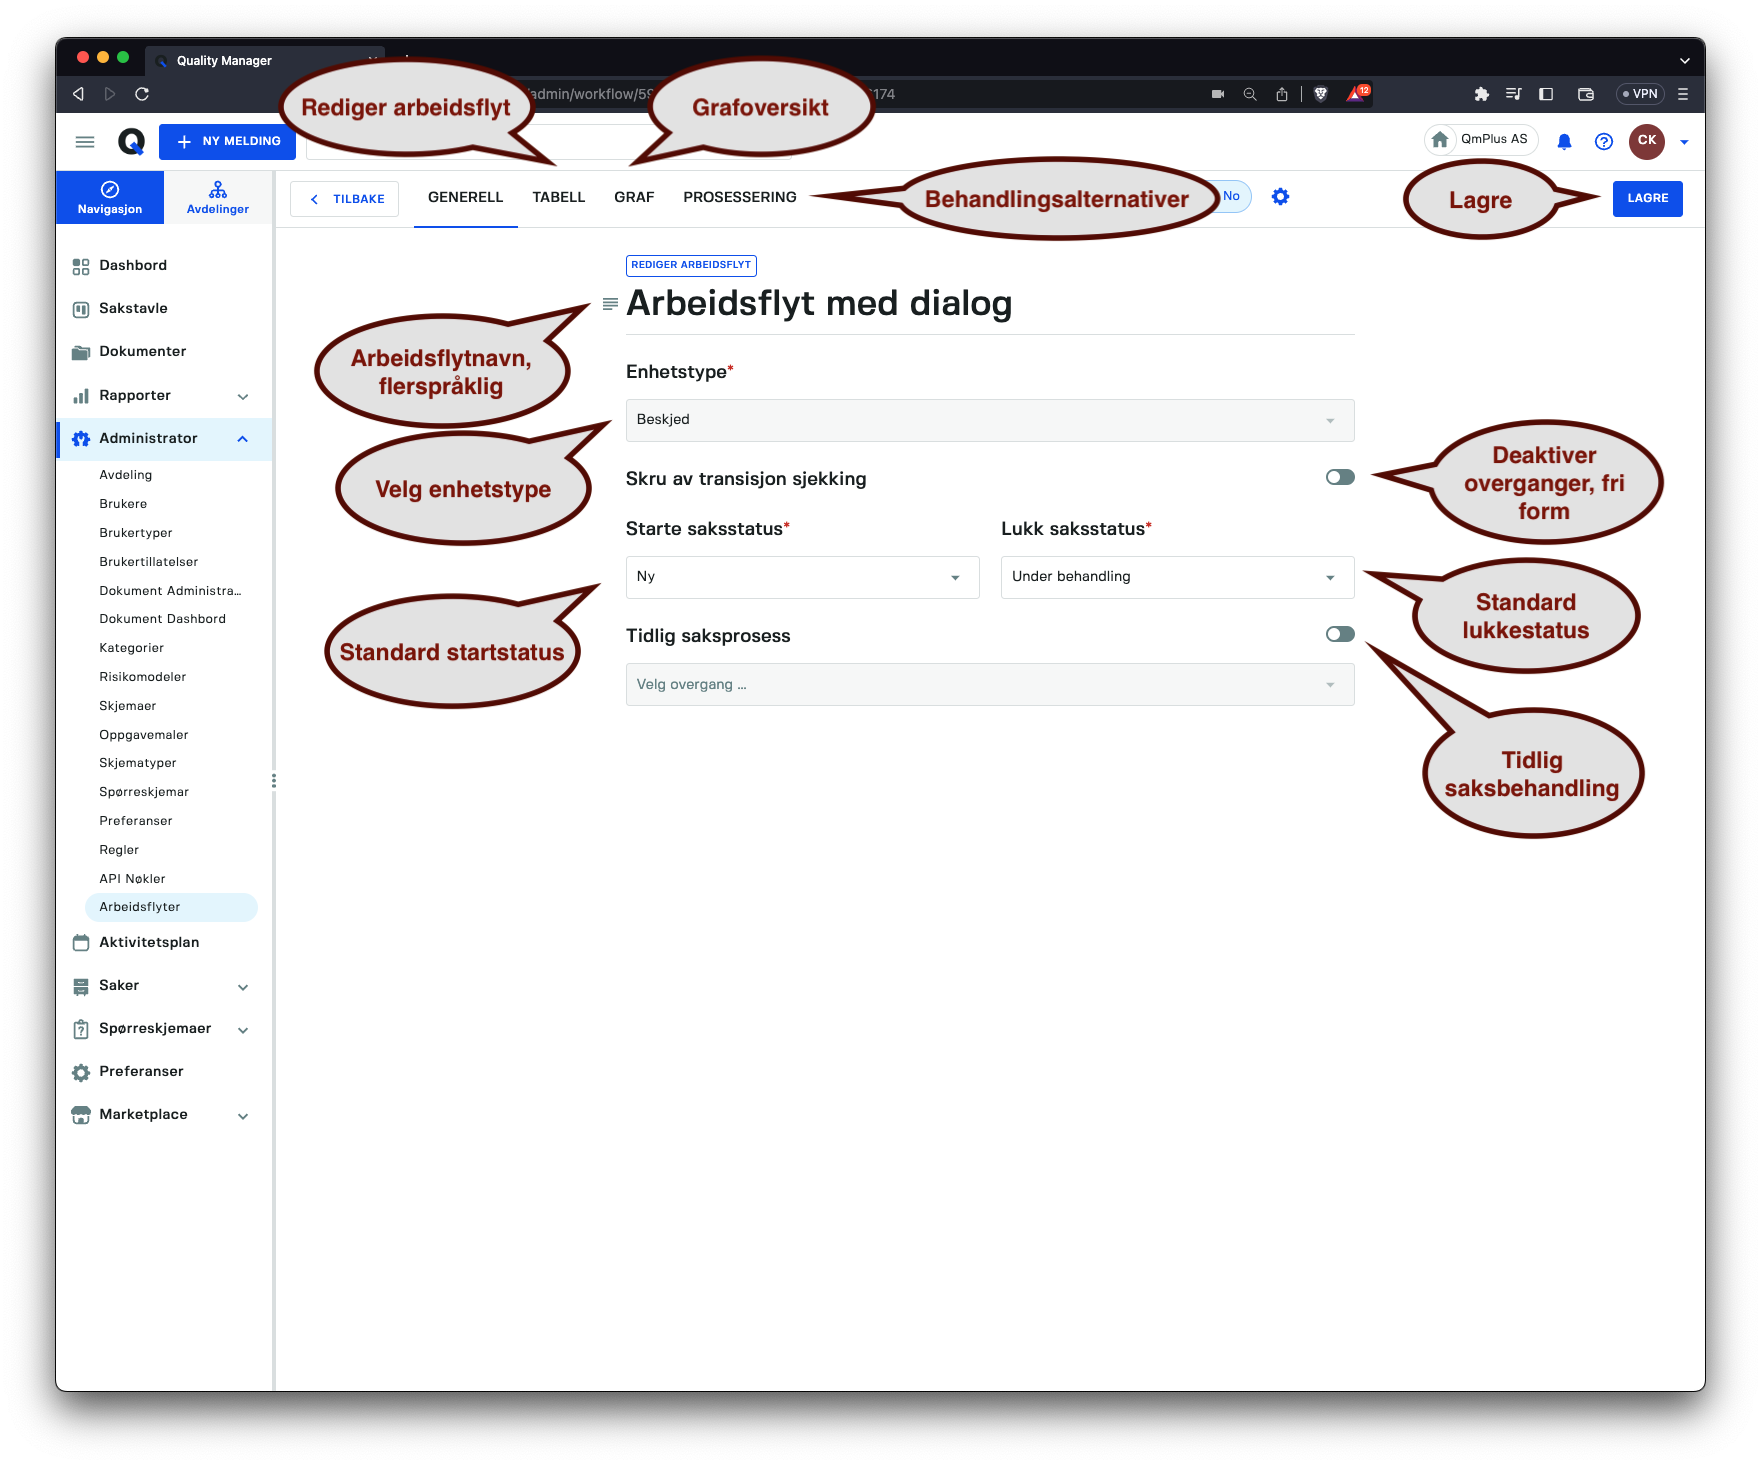 Quality Manager
/admin/workflow/59
174
12
VPN
Rediger arbeidsflyt
Grafoversikt
NY MELDING
QmPlus AS
CK
Navigasjon
Avdelinger
TILBAKE
GENERELL
TABELL
GRAF
PROSESSERING
Behandlingsalternativer
No
Lagre
LAGRE
Dashbord
Sakstavle
Dokumenter
Rapporter
Administrator
Avdeling
Brukere
Brukertyper
Brukertillatelser
Dokument Administra...
Dokument Dashbord
Kategorier
Risikomodeler
Skjemaer
Oppgavemaler
Skjematyper
Spørreskjemar
Preferanser
Regler
API Nøkler
Arbeidsflyter
Aktivitetsplan
Saker
Spørreskjemaer
Preferanser
Marketplace
REDIGER ARBEIDSFLYT
Arbeidsflyt med dialog
Arbeidsflytnavn,
flerspråklig
Enhetstype*
Beskjed
Velg enhetstype
Skru av transisjon sjekking
Deaktiver
overganger, fri
form
Starte saksstatus*
Lukk saksstatus*
Ny
Under behandling
Standard startstatus
Standard
lukkestatus
Tidlig saksprosess
Velg overgang ...
Tidlig
saksbehandling